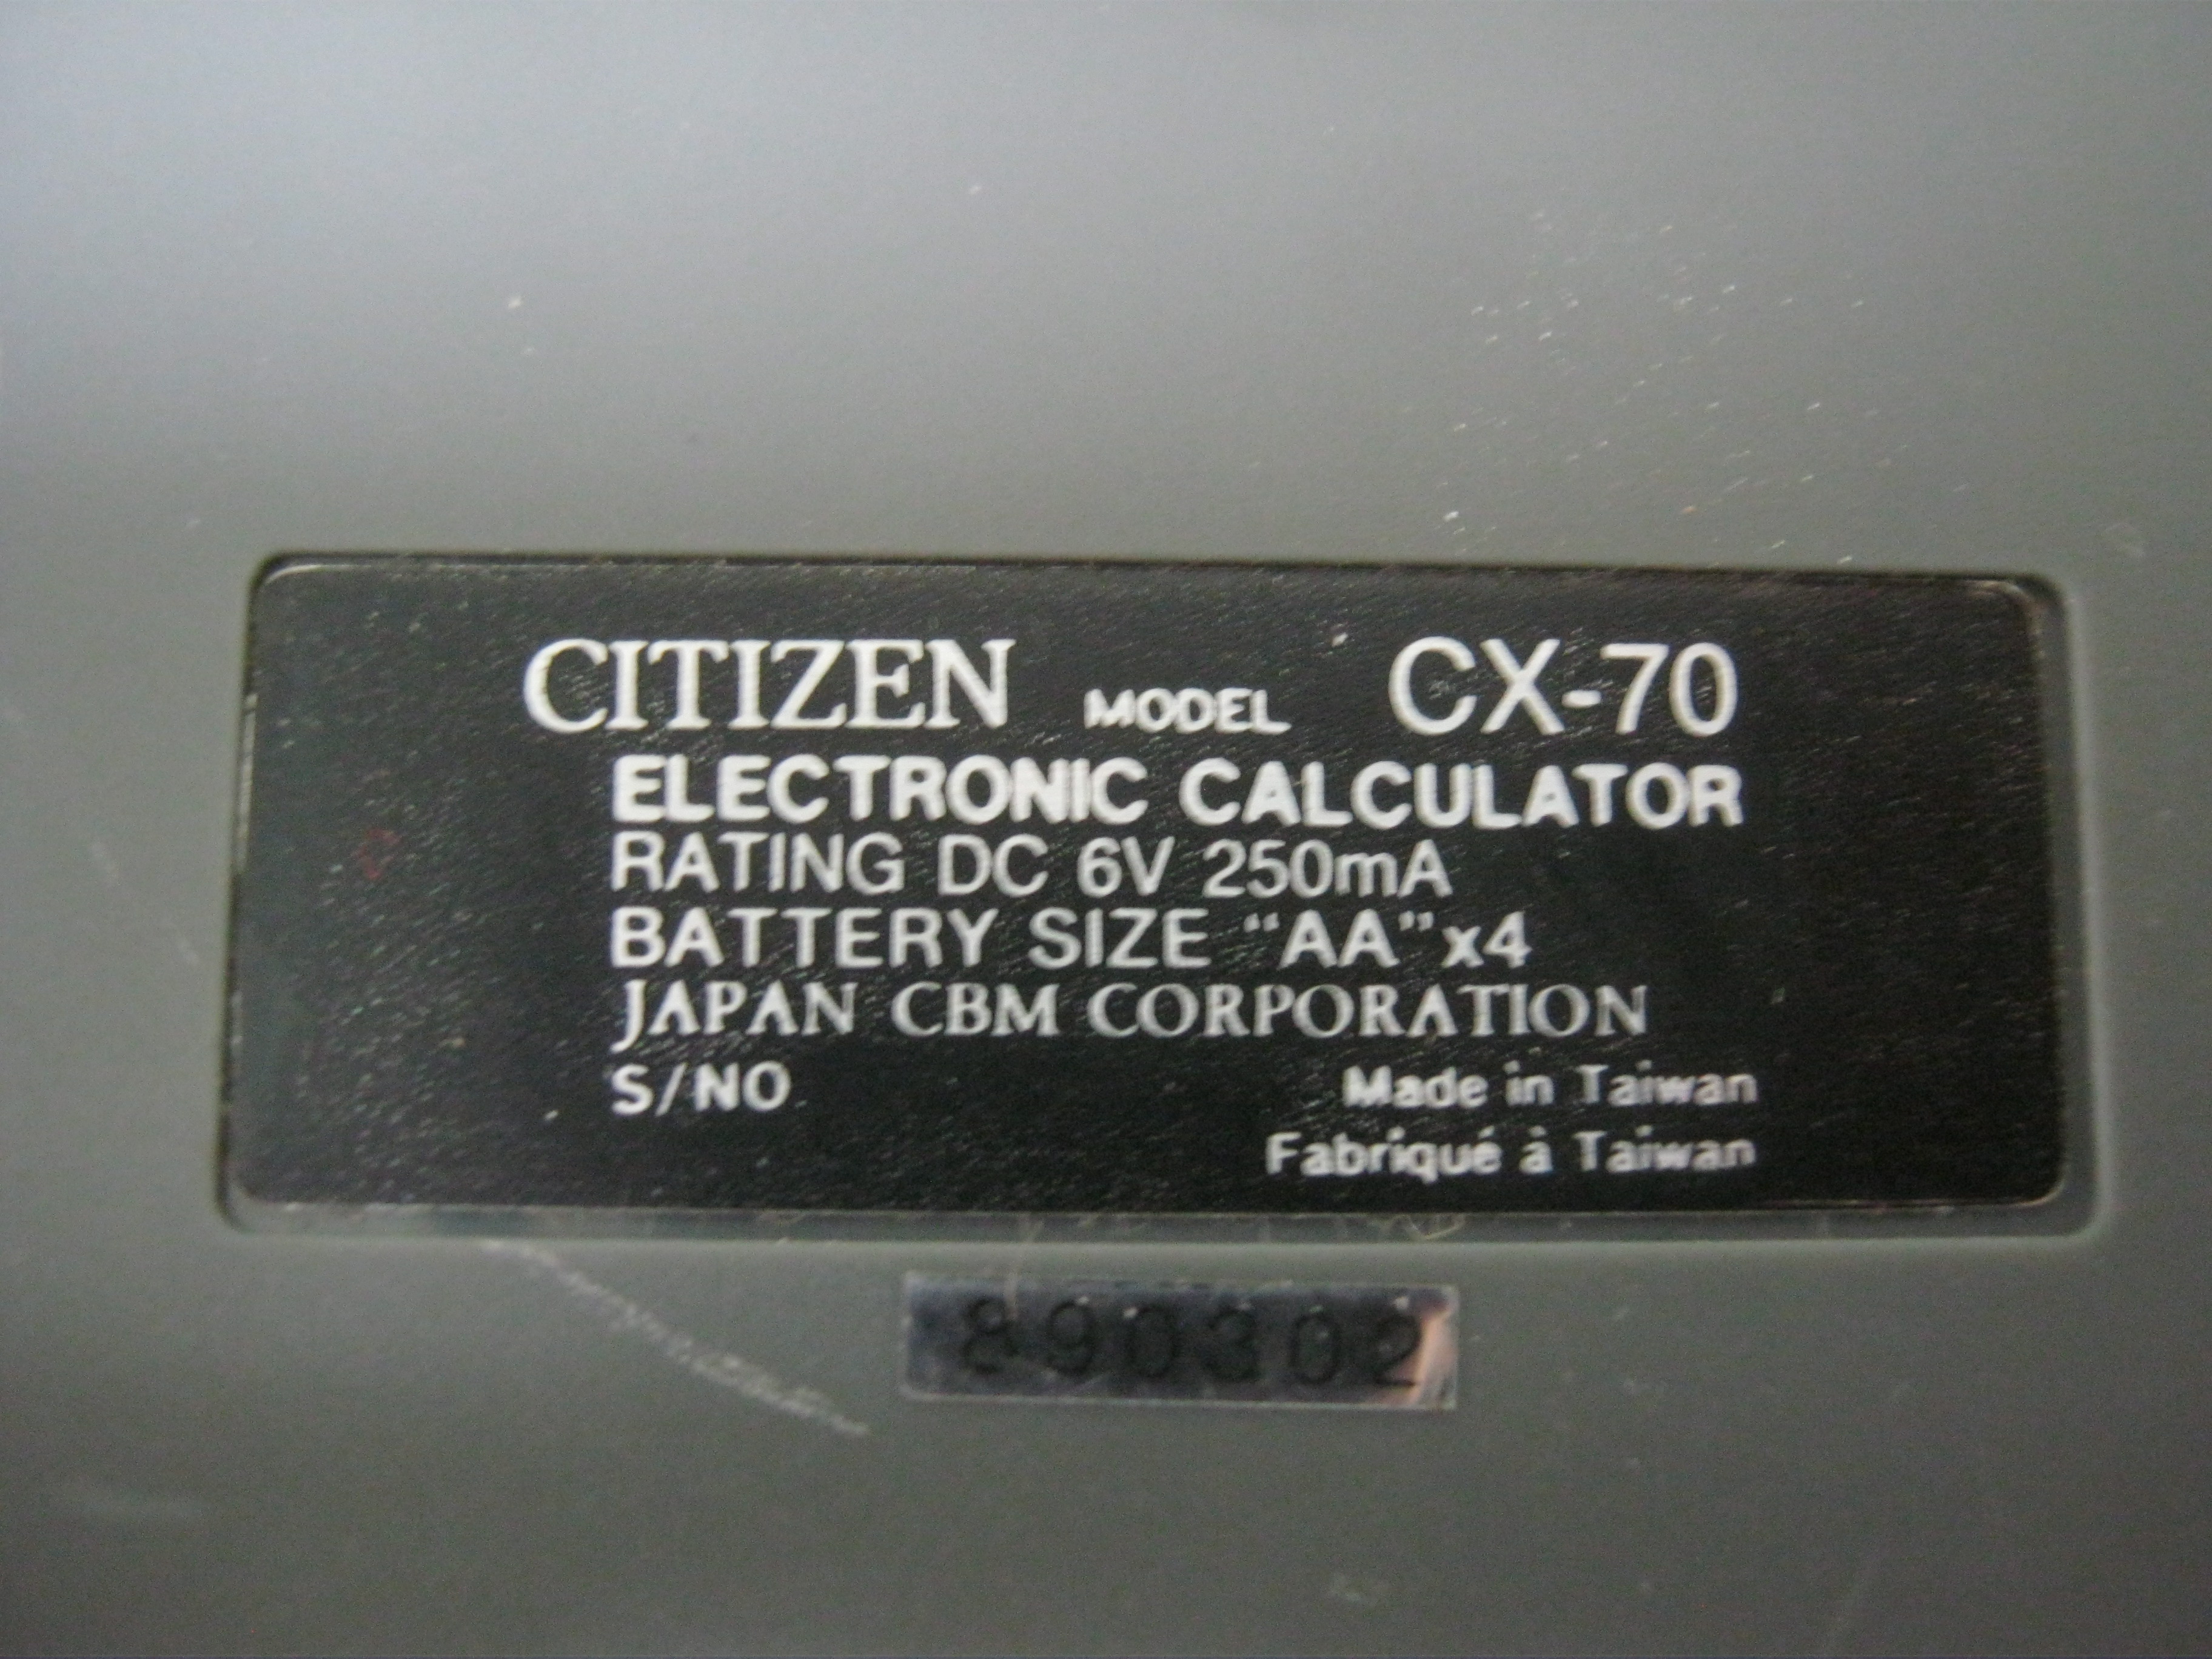 CITIZEN MODEL CX-70
ELECTRONIC CALCULATOR
RATING DC 6V 250mA
BATTERY SIZE “AA”x4
JAPAN CBM CORPORATION
S/NO Made in Taiwan
Fabriqué à Taiwan
890302